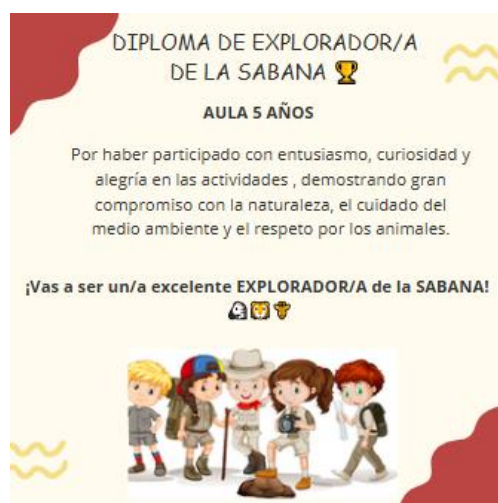 DIPLOMA DE EXPLORADOR/A
DE LA SABANA 🏆
AULA 5 AÑOS
Por haber participado con entusiasmo, curiosidad y
alegría en las actividades , demostrando gran
compromiso con la naturaleza, el cuidado del
medio ambiente y el respeto por los animales.
¡Vas a ser un/a excelente EXPLORADOR/A de la SABANA!